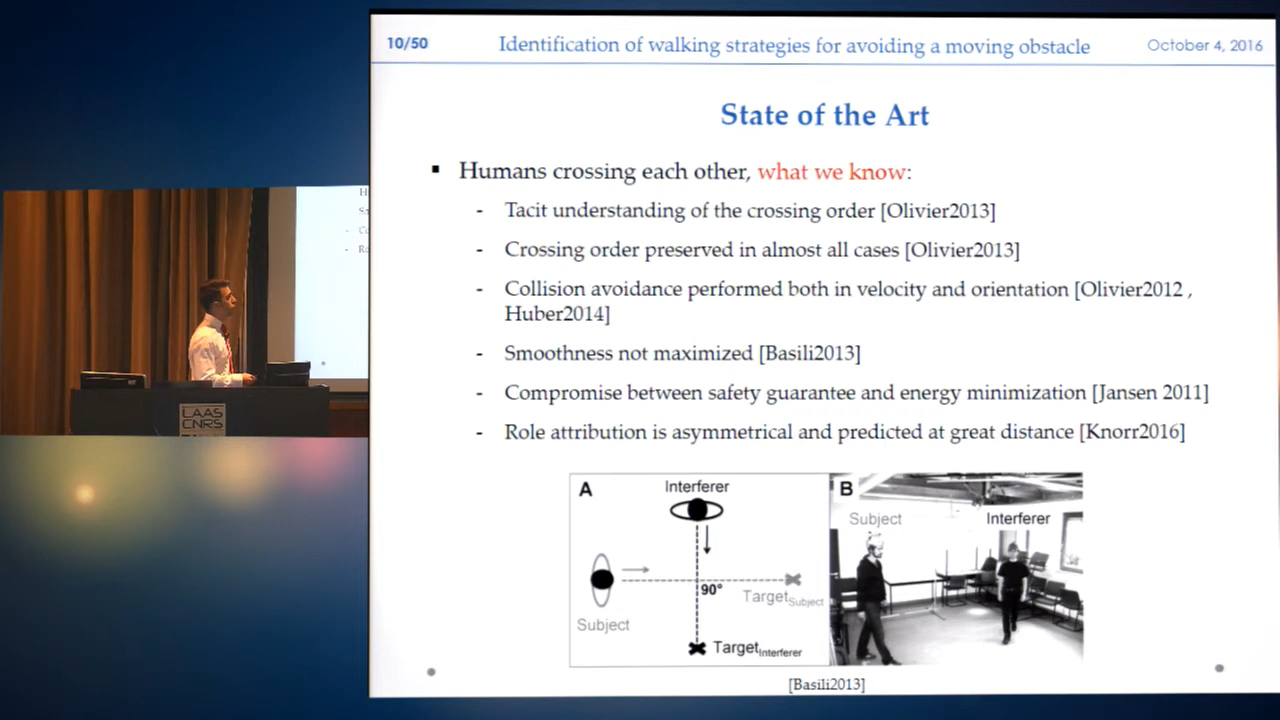 10/50 Identification of walking strategies for avoiding a moving obstacle October 4, 2016
State of the Art
▪ Humans crossing each other, what we know:
- Tacit understanding of the crossing order [Olivier2013]
- Crossing order preserved in almost all cases [Olivier2013]
- Collision avoidance performed both in velocity and orientation [Olivier2012 ,
Huber2014]
- Smoothness not maximized [Basili2013]
- Compromise between safety guarantee and energy minimization [Jansen 2011]
- Role attribution is asymmetrical and predicted at great distance [Knorr2016]
A
Interferer
Subject
90°
TargetSubject
TargetInterferer
B
Subject
Interferer
[Basili2013]
LAAS
CNRS